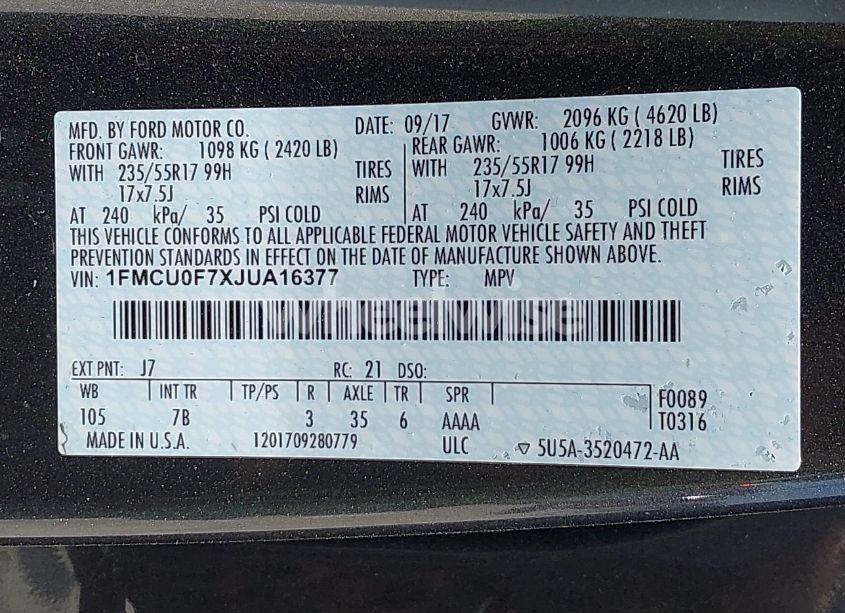 MFD. BY FORD MOTOR CO. DATE: 09/17 GVWR: 2096 KG ( 4620 LB)
FRONT GAWR: 1098 KG ( 2420 LB) REAR GAWR: 1006 KG ( 2218 LB)
WITH 235/55R17 99H TIRES WITH 235/55R17 99H TIRES
17x7.5J RIMS 17x7.5J RIMS
AT 240 kPa/ 35 PSI COLD AT 240 kPa/ 35 PSI COLD
THIS VEHICLE CONFORMS TO ALL APPLICABLE FEDERAL MOTOR VEHICLE SAFETY AND THEFT
PREVENTION STANDARDS IN EFFECT ON THE DATE OF MANUFACTURE SHOWN ABOVE.
VIN: 1FMCU0F7XJUA16377 TYPE: MPV
wheelwise
EXT PNT: J7 RC: 21 DSO:
WB INT TR TP/PS R AXLE TR SPR F0089
105 7B 3 35 6 AAAA T0316
MADE IN U.S.A. 1201709280779 ULC 5U5A-3520472-AA